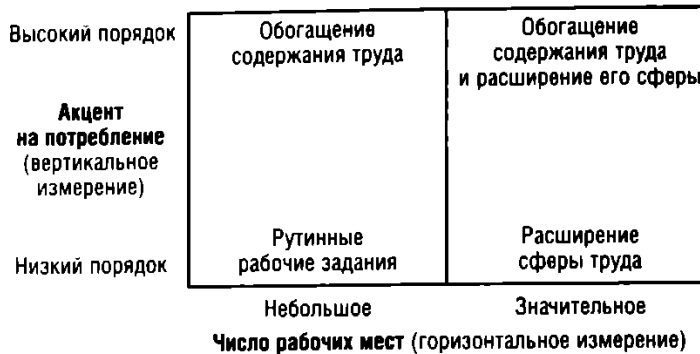 Высокий порядок
Обогащение
содержания труда
Обогащение
содержания труда
и расширение его сферы
Акцент
на потребление
(вертикальное
измерение)
Низкий порядок
Рутинные
рабочие задания
Расширение
сферы труда
Небольшое
Значительное
Число рабочих мест (горизонтальное измерение)